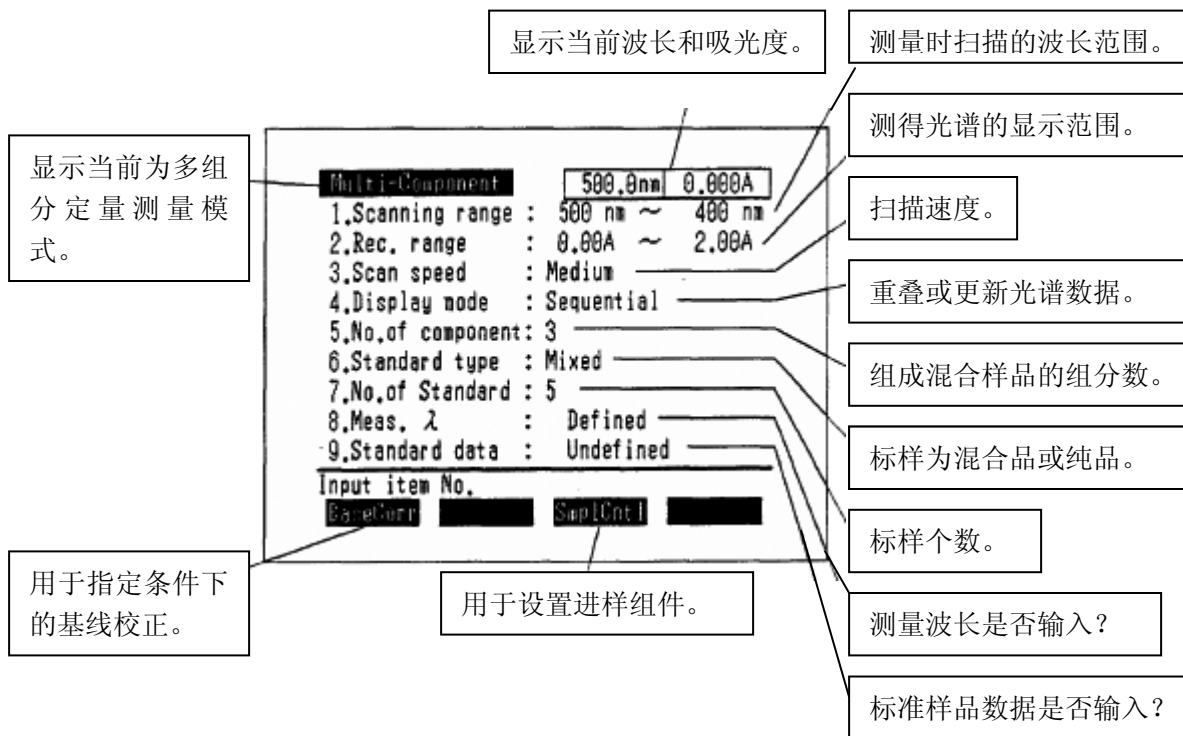 显示当前波长和吸光度。
测量时扫描的波长范围。
测得光谱的显示范围。
显示当前为多组
分定量测量模
式。
Multi-Component 500.0nm 0.000A
1.Scanning range : 500 nm ~ 400 nm
2.Rec. range : 0.00A ~ 2.00A
3.Scan speed : Medium
4.Display mode : Sequential
5.No.of component: 3
6.Standard type : Mixed
7.No.of Standard : 5
8.Meas. λ : Defined
9.Standard data : Undefined
Input item No.
BaseCorr SmplCntl
扫描速度。
重叠或更新光谱数据。
组成混合样品的组分数。
标样为混合品或纯品。
标样个数。
测量波长是否输入?
标准样品数据是否输入?
用于指定条件下
的基线校正。
用于设置进样组件。